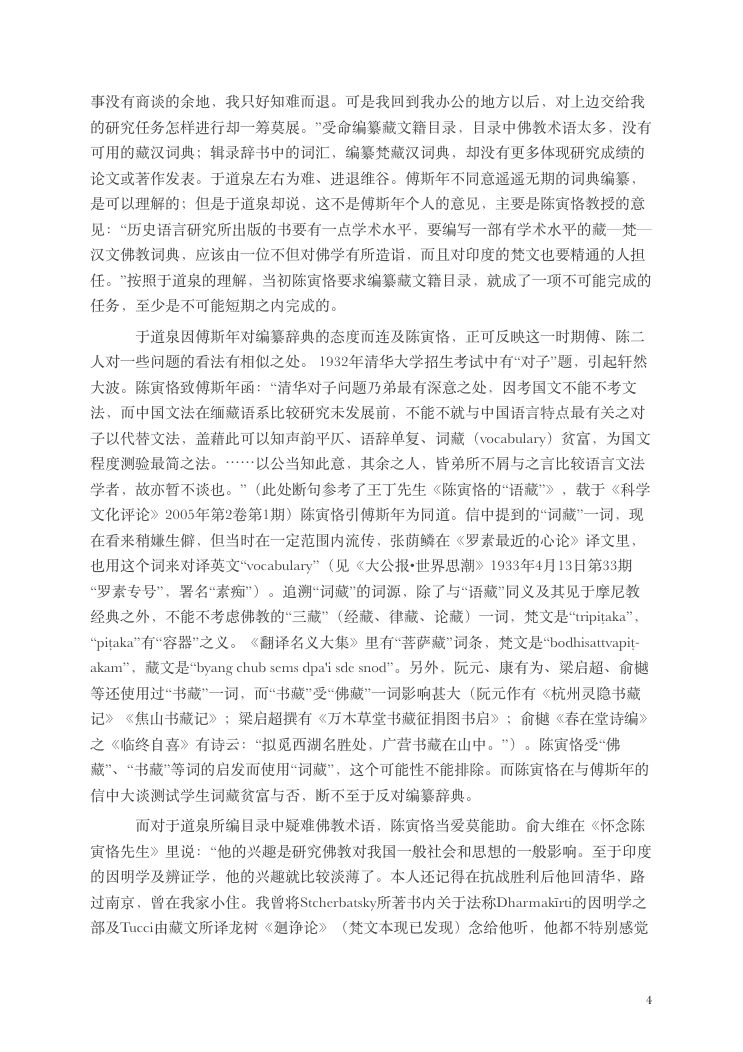 事没有商谈的余地，我只好知难而退。可是我回到我办公的地方以后，对上边交给我
的研究任务怎样进行却一筹莫展。”受命编纂藏文籍目录，目录中佛教术语太多，没有
可用的藏汉词典；辑录辞书中的词汇，编纂梵藏汉词典，却没有更多体现研究成绩的
论文或著作发表。于道泉左右为难、进退维谷。傅斯年不同意遥遥无期的词典编纂，
是可以理解的；但是于道泉却说，这不是傅斯年个人的意见，主要是陈寅恪教授的意
见：“历史语言研究所出版的书要有一点学术水平，要编写一部有学术水平的藏—梵—
汉文佛教词典，应该由一位不但对佛学有所造诣，而且对印度的梵文也要精通的人担
任。”按照于道泉的理解，当初陈寅恪要求编纂藏文籍目录，就成了一项不可能完成的
任务，至少是不可能短期之内完成的。
于道泉因傅斯年对编纂辞典的态度而连及陈寅恪，正可反映这一时期傅、陈二
人对一些问题的看法有相似之处。 1932年清华大学招生考试中有“对子”题，引起轩然
大波。陈寅恪致傅斯年函：“清华对子问题乃弟最有深意之处，因考国文不能不考文
法，而中国文法在缅藏语系比较研究未发展前，不能不就与中国语言特点最有关之对
子以代替文法，盖藉此可以知声韵平仄、语辞单复、词藏（vocabulary）贫富，为国文
程度测验最简之法。……以公当知此意，其余之人，皆弟所不屑与之言比较语言文法
学者，故亦暂不谈也。”（此处断句参考了王丁先生《陈寅恪的“语藏”》，载于《科学
文化评论》2005年第2卷第1期）陈寅恪引傅斯年为同道。信中提到的“词藏”一词，现
在看来稍嫌生僻，但当时在一定范围内流传，张荫鳞在《罗素最近的心论》译文里，
也用这个词来对译英文“vocabulary”（见《大公报•世界思潮》1933年4月13日第33期
“罗素专号”，署名“素痴”）。追溯“词藏”的词源，除了与“语藏”同义及其见于摩尼教
经典之外，不能不考虑佛教的“三藏”（经藏、律藏、论藏）一词，梵文是“tripiṭaka”，
“piṭaka”有“容器”之义。《翻译名义大集》里有“菩萨藏”词条，梵文是“bodhisattvapiṭ-
akam”，藏文是“byang chub sems dpa'i sde snod”。另外，阮元、康有为、梁启超、俞樾
等还使用过“书藏”一词，而“书藏”受“佛藏”一词影响甚大（阮元作有《杭州灵隐书藏
记》《焦山书藏记》；梁启超撰有《万木草堂书藏征捐图书启》；俞樾《春在堂诗编》
之《临终自喜》有诗云：“拟觅西湖名胜处，广营书藏在山中。”）。陈寅恪受“佛
藏”、“书藏”等词的启发而使用“词藏”，这个可能性不能排除。而陈寅恪在与傅斯年的
信中大谈测试学生词藏贫富与否，断不至于反对编纂辞典。
而对于道泉所编目录中疑难佛教术语，陈寅恪当爱莫能助。俞大维在《怀念陈
寅恪先生》里说：“他的兴趣是研究佛教对我国一般社会和思想的一般影响。至于印度
的因明学及辨证学，他的兴趣就比较淡薄了。本人还记得在抗战胜利后他回清华，路
过南京，曾在我家小住。我曾将Stcherbatsky所著书内关于法称Dharmakīrti的因明学之
部及Tucci由藏文所译龙树《廻诤论》（梵文本现已发现）念给他听，他都不特别感觉
4